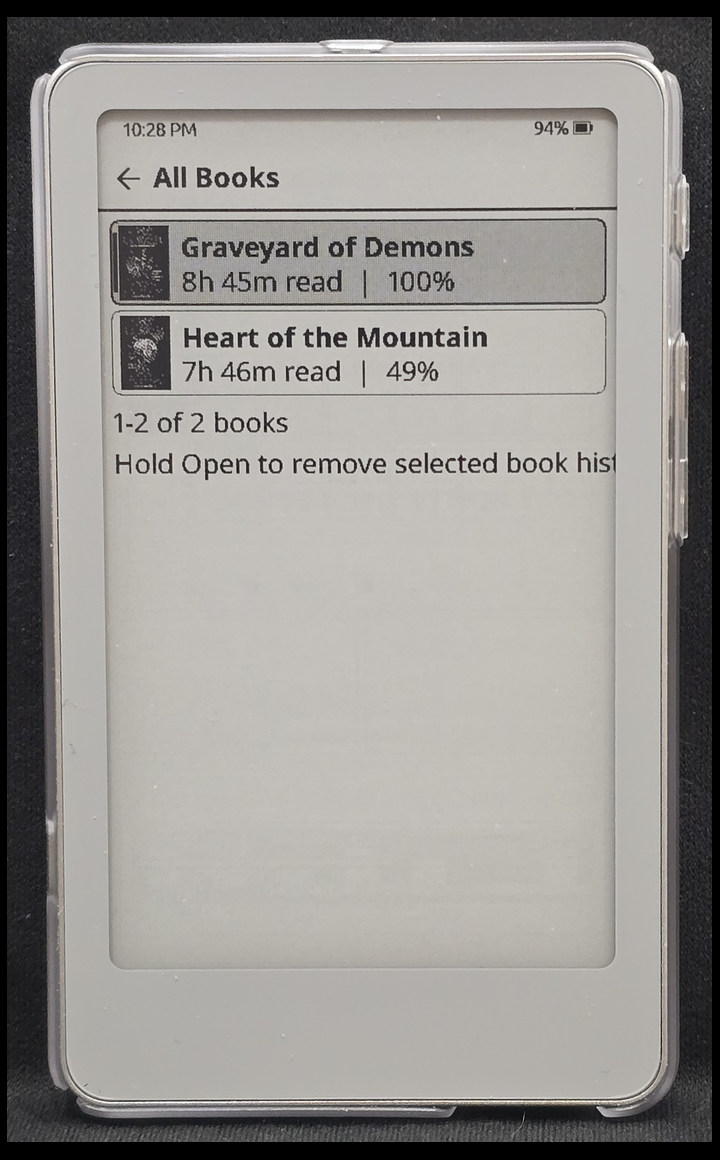 10:28 PM 94%
← All Books
Graveyard of Demons
8h 45m read | 100%
Heart of the Mountain
7h 46m read | 49%
1-2 of 2 books
Hold Open to remove selected book hist